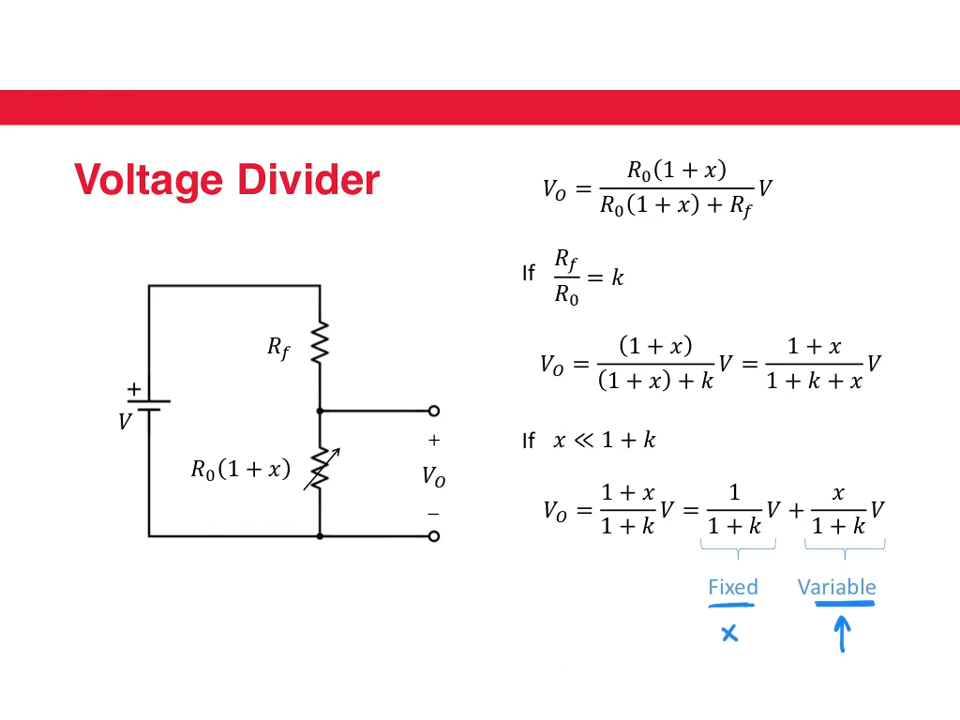 Voltage Divider
V_O = R_0(1 + x) / (R_0(1 + x) + R_f) V
If R_f / R_0 = k
V_O = (1 + x) / ((1 + x) + k) V = (1 + x) / (1 + k + x) V
If x ≪ 1 + k
V_O = (1 + x) / (1 + k) V = 1 / (1 + k) V + x / (1 + k) V
Fixed Variable
x ↑
R_f
+
V
R_0(1 + x)
+
V_O
−